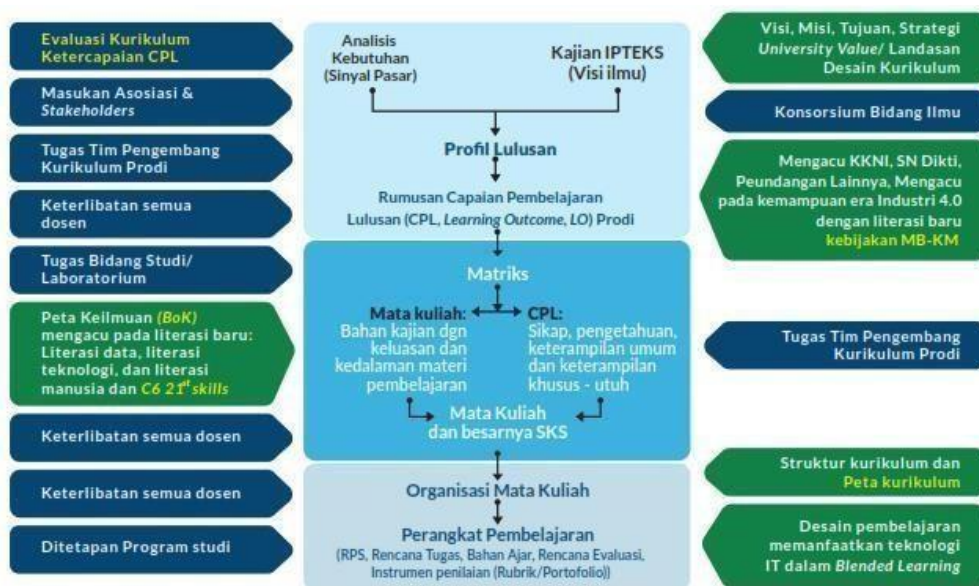 Evaluasi Kurikulum
Ketercapaian CPL
Masukan Asosiasi &
Stakeholders
Tugas Tim Pengembang
Kurikulum Prodi
Keterlibatan semua
dosen
Tugas Bidang Studi/
Laboratorium
Peta Keilmuan (BoK)
mengacu pada literasi baru:
Literasi data, literasi
teknologi, dan literasi
manusia dan C6 21st skills
Keterlibatan semua dosen
Keterlibatan semua dosen
Ditetapan Program studi
Analisis
Kebutuhan
(Sinyal Pasar)
Kajian IPTEKS
(Visi ilmu)
Profil Lulusan
Rumusan Capaian Pembelajaran
Lulusan (CPL, Learning Outcome, LO) Prodi
Matriks
Mata kuliah:
Bahan kajian dgn
keluasan dan
kedalaman materi
pembelajaran
CPL:
Sikap, pengetahuan,
keterampilan umum
dan keterampilan
khusus - utuh
Mata Kuliah
dan besarnya SKS
Organisasi Mata Kuliah
Perangkat Pembelajaran
(RPS, Rencana Tugas, Bahan Ajar, Rencana Evaluasi,
Instrumen penilaian (Rubrik/Portofolio))
Visi, Misi, Tujuan, Strategi
University Value/ Landasan
Desain Kurikulum
Konsorsium Bidang Ilmu
Mengacu KKNI, SN Dikti,
Peundangan Lainnya, Mengacu
pada kemampuan era Industri 4.0
dengan literasi baru
kebijakan MB-KM
Tugas Tim Pengembang
Kurikulum Prodi
Struktur kurikulum dan
Peta kurikulum
Desain pembelajaran
memanfaatkan teknologi
IT dalam Blended Learning